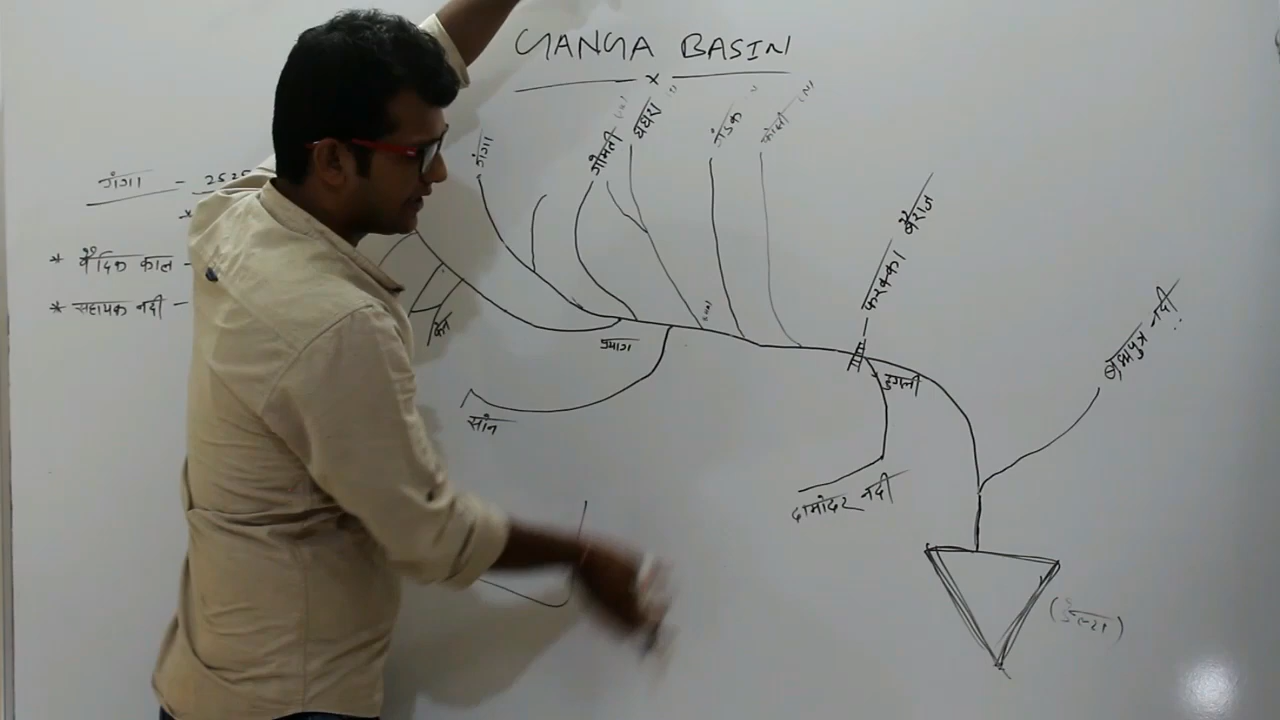 GANGA BASIN
x
गंगा
गोमती
घाघरा
गंडक
कोसी (N)
गंगा - 2525
*
* वैदिक काल -
* सहायक नदी -
केन
प्रयाग
सोन
फरक्का बैराज
हुगली
दामोदर नदी
ब्रह्मपुत्र नदी
(डेल्टा)